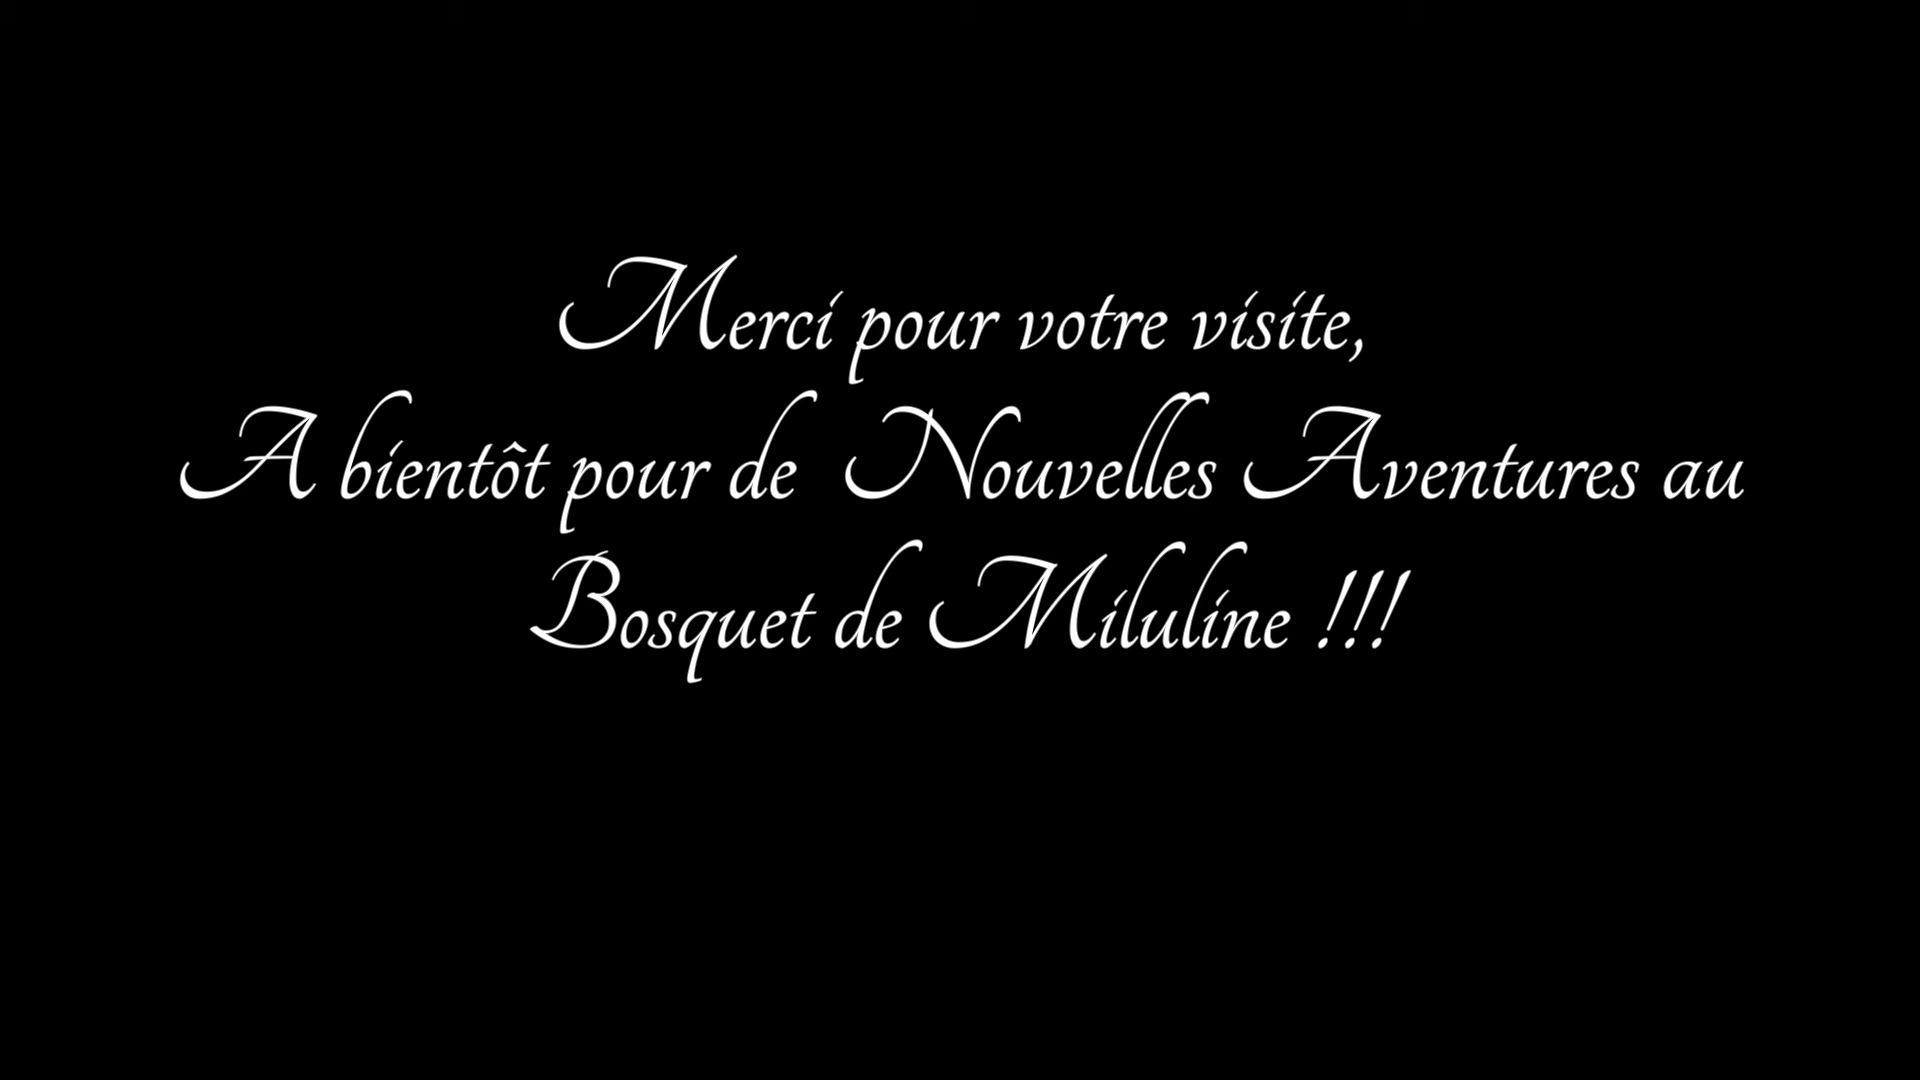 Merci pour votre visite,
A bientôt pour de  Nouvelles Aventures au
Bosquet de Miluline !!!